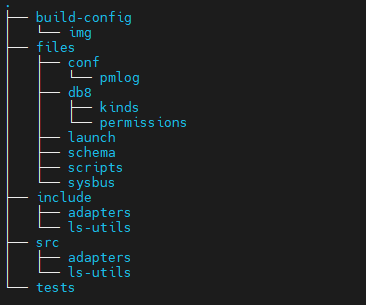 .
├── build-config
│   └── img
├── files
│   ├── conf
│   │   └── pmlog
│   ├── db8
│   │   ├── kinds
│   │   └── permissions
│   ├── launch
│   ├── schema
│   ├── scripts
│   └── sysbus
├── include
│   ├── adapters
│   └── ls-utils
├── src
│   ├── adapters
│   └── ls-utils
└── tests